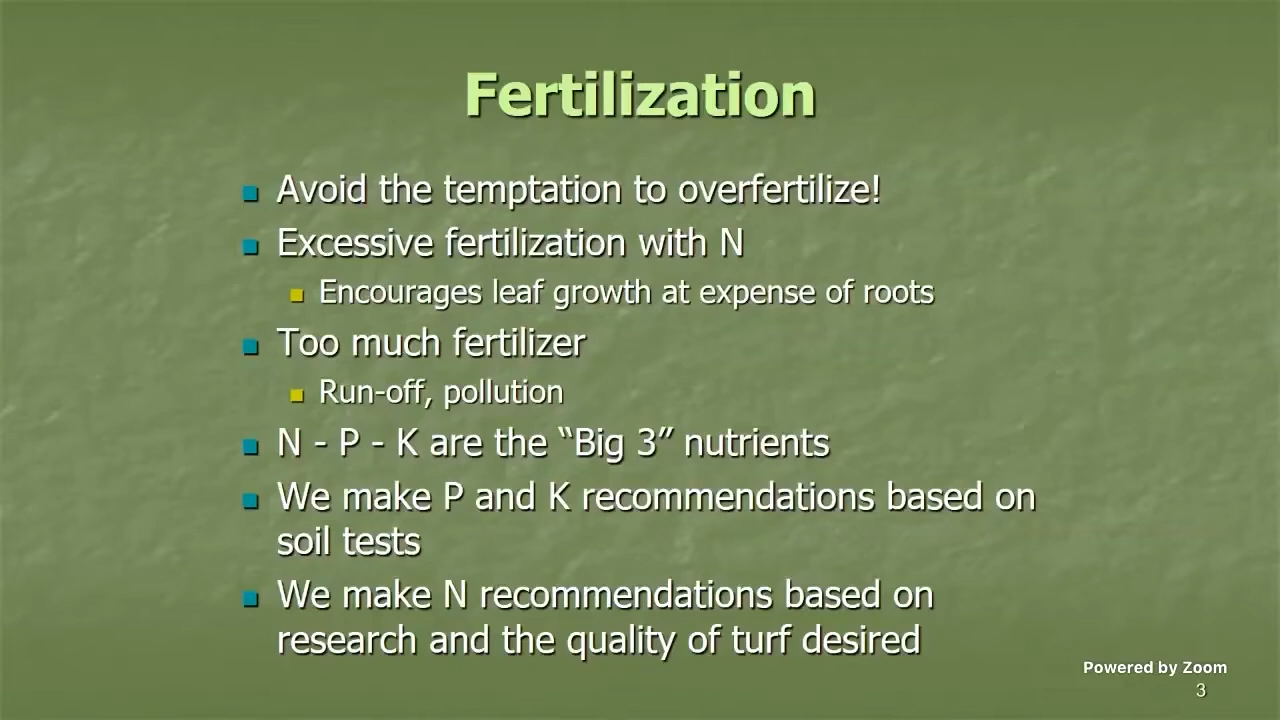 Fertilization
Avoid the temptation to overfertilize!
Excessive fertilization with N
Encourages leaf growth at expense of roots
Too much fertilizer
Run-off, pollution
N - P - K are the “Big 3” nutrients
We make P and K recommendations based on
soil tests
We make N recommendations based on
research and the quality of turf desired
Powered by Zoom
3